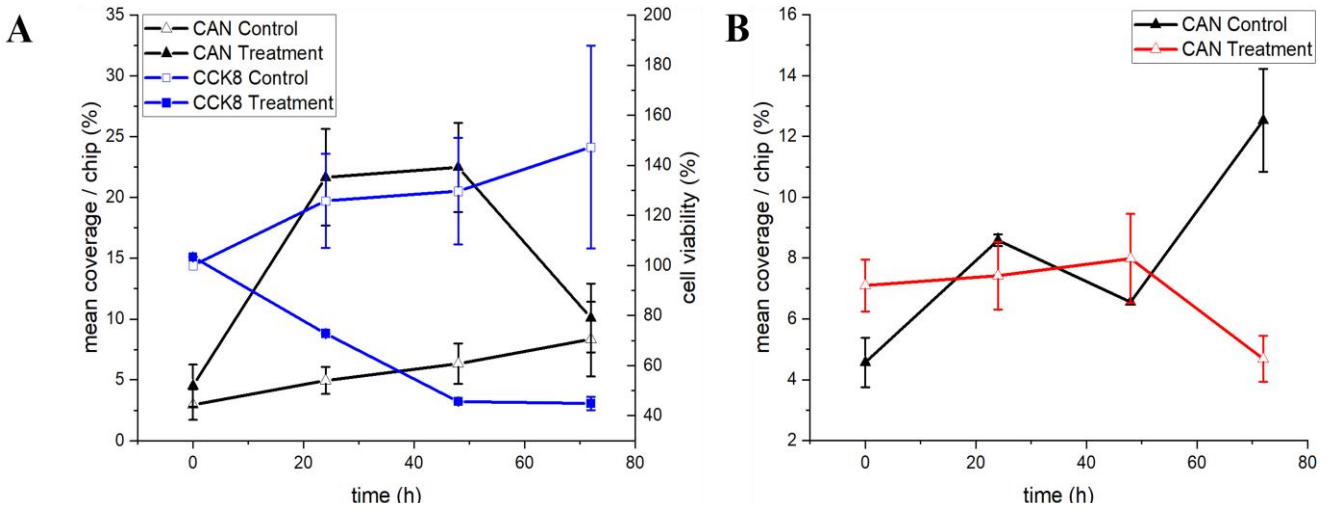 A
CAN Control
CAN Treatment
CCK8 Control
CCK8 Treatment
mean coverage / chip (%)
35
30
25
20
15
10
5
0
200
180
160
140
120
100
80
60
40
cell viability (%)
0
20
40
60
80
time (h)
B
CAN Control
CAN Treatment
mean coverage / chip (%)
16
14
12
10
8
6
4
2
0
20
40
60
80
time (h)